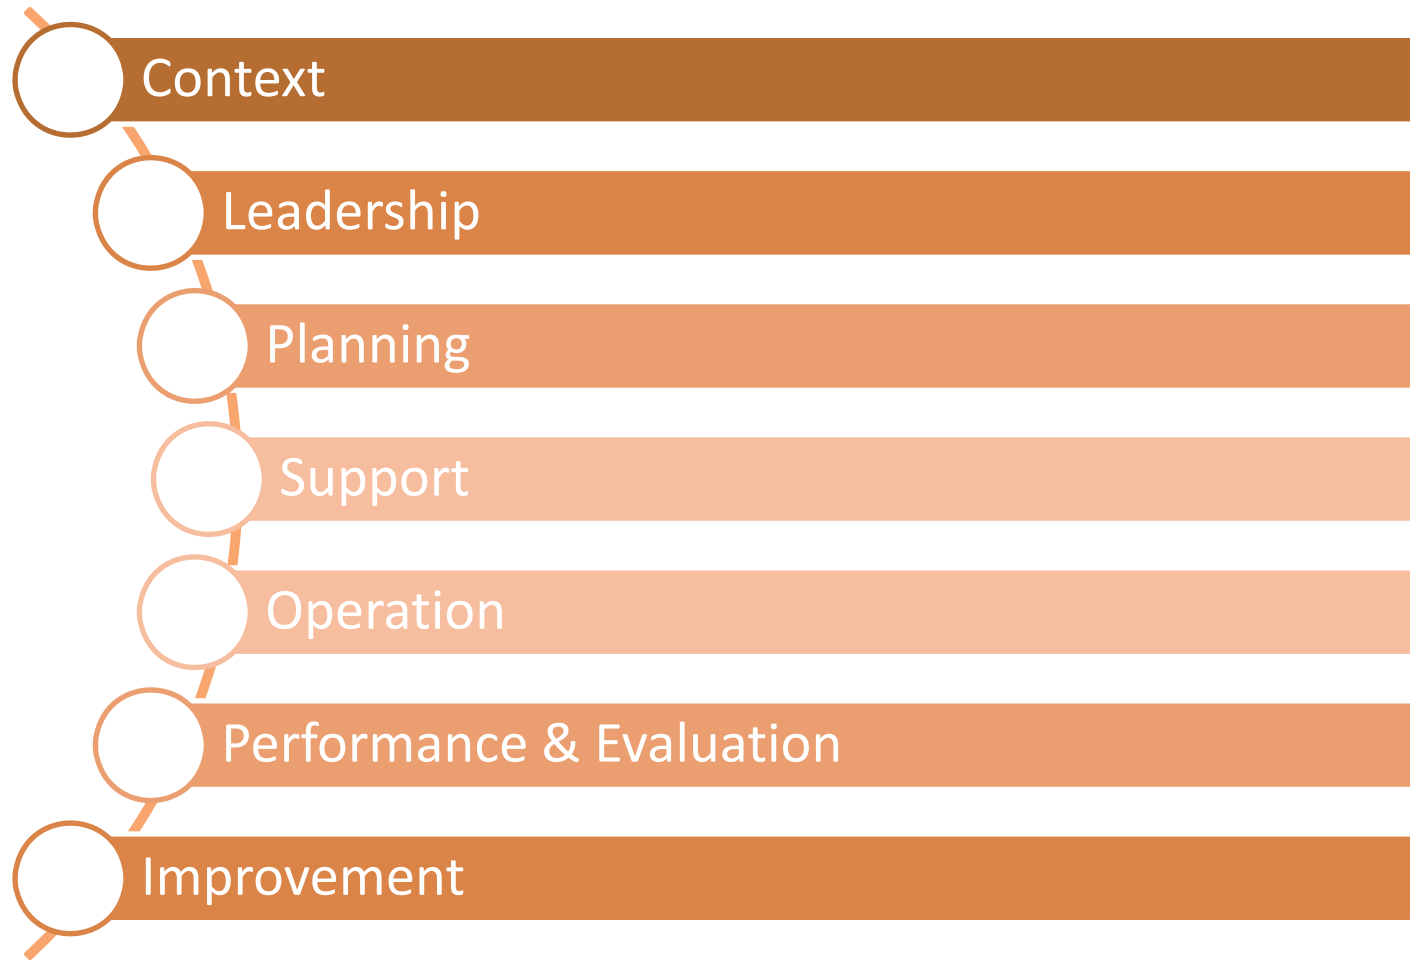 Context
Leadership
Planning
Support
Operation
Performance & Evaluation
Improvement